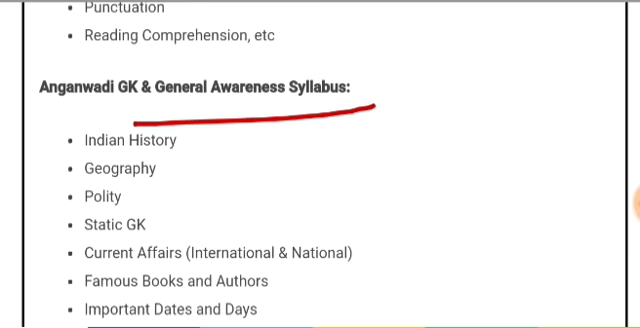 • Punctuation
• Reading Comprehension, etc
Anganwadi GK & General Awareness Syllabus:
• Indian History
• Geography
• Polity
• Static GK
• Current Affairs (International & National)
• Famous Books and Authors
• Important Dates and Days